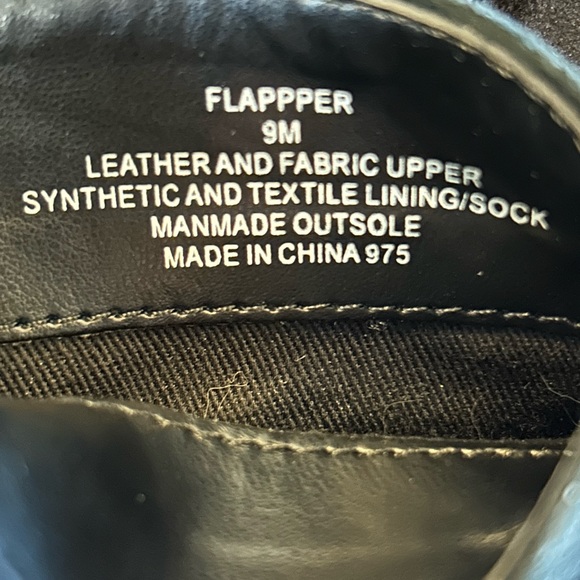 FLAPPPER
9M
LEATHER AND FABRIC UPPER
SYNTHETIC AND TEXTILE LINING/SOCK
MANMADE OUTSOLE
MADE IN CHINA 975